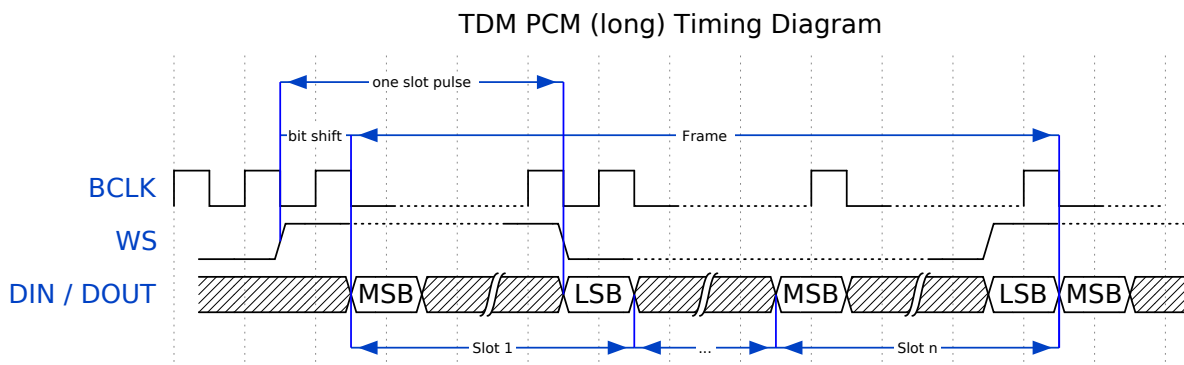 TDM PCM (long) Timing Diagram
one slot pulse
bit shift
Frame
BCLK
WS
DIN / DOUT
MSB
LSB
MSB
LSB
MSB
Slot 1
...
Slot n